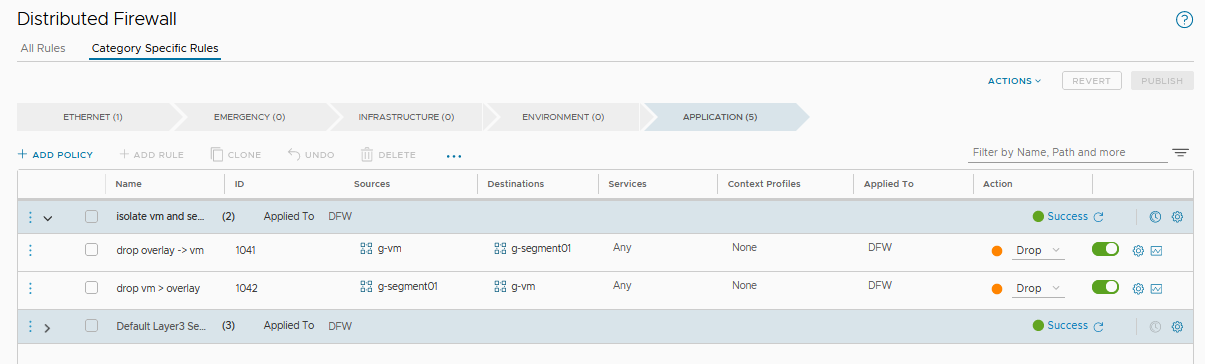 Distributed Firewall
All Rules Category Specific Rules
ACTIONS REVERT PUBLISH
ETHERNET (1) EMERGENCY (0) INFRASTRUCTURE (0) ENVIRONMENT (0) APPLICATION (5)
+ ADD POLICY + ADD RULE CLONE UNDO DELETE ... Filter by Name, Path and more
Name ID Sources Destinations Services Context Profiles Applied To Action
isolate vm and se... (2) Applied To DFW Success
drop overlay -> vm 1041 g-vm g-segment01 Any None DFW Drop
drop vm > overlay 1042 g-segment01 g-vm Any None DFW Drop
Default Layer3 Se... (3) Applied To DFW Success